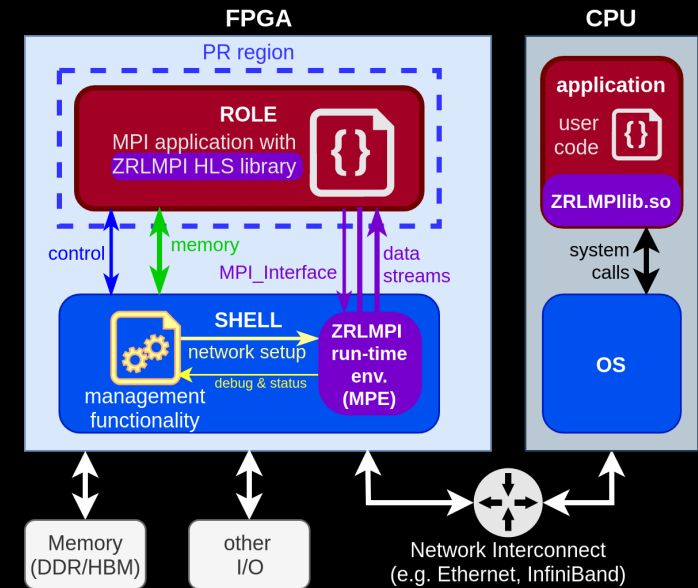 FPGA
CPU
PR region
ROLE
MPI application with
ZRLMPI HLS library
{}
application
user
code
{}
ZRLMPIlib.so
control
memory
MPI_Interface
data
streams
system
calls
SHELL
network setup
debug & status
management
functionality
ZRLMPI
run-time
env.
(MPE)
OS
Memory
(DDR/HBM)
other
I/O
Network Interconnect
(e.g. Ethernet, InfiniBand)